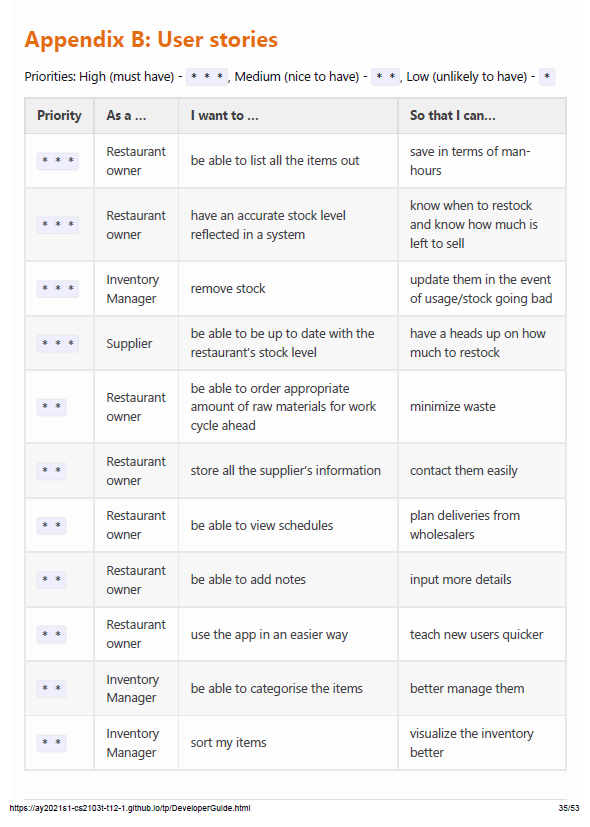 Appendix B: User stories
Priorities: High (must have) - * * *, Medium (nice to have) - * *, Low (unlikely to have) - *
Priority As a … I want to … So that I can…
* * * Restaurant owner be able to list all the items out save in terms of man-hours
* * * Restaurant owner have an accurate stock level reflected in a system know when to restock and know how much is left to sell
* * * Inventory Manager remove stock update them in the event of usage/stock going bad
* * * Supplier be able to be up to date with the restaurant's stock level have a heads up on how much to restock
* * Restaurant owner be able to order appropriate amount of raw materials for work cycle ahead minimize waste
* * Restaurant owner store all the supplier's information contact them easily
* * Restaurant owner be able to view schedules plan deliveries from wholesalers
* * Restaurant owner be able to add notes input more details
* * Restaurant owner use the app in an easier way teach new users quicker
* * Inventory Manager be able to categorise the items better manage them
* * Inventory Manager sort my items visualize the inventory better
https://ay2021s1-cs2103t-t12-1.github.io/tp/DeveloperGuide.html 35/53